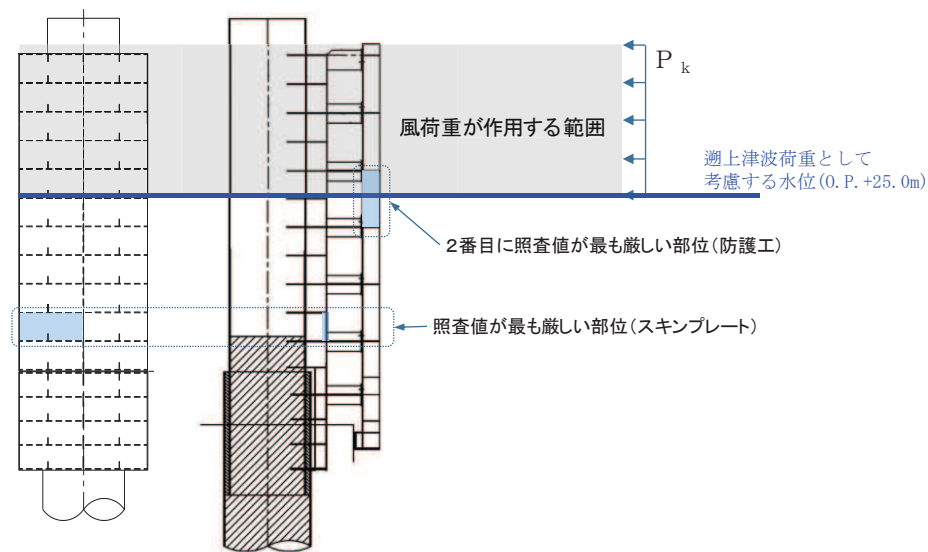 P k
風荷重が作用する範囲
遡上津波荷重として
考慮する水位(O.P.+25.0m)
２番目に照査値が最も厳しい部位(防護工)
照査値が最も厳しい部位(スキンプレート)